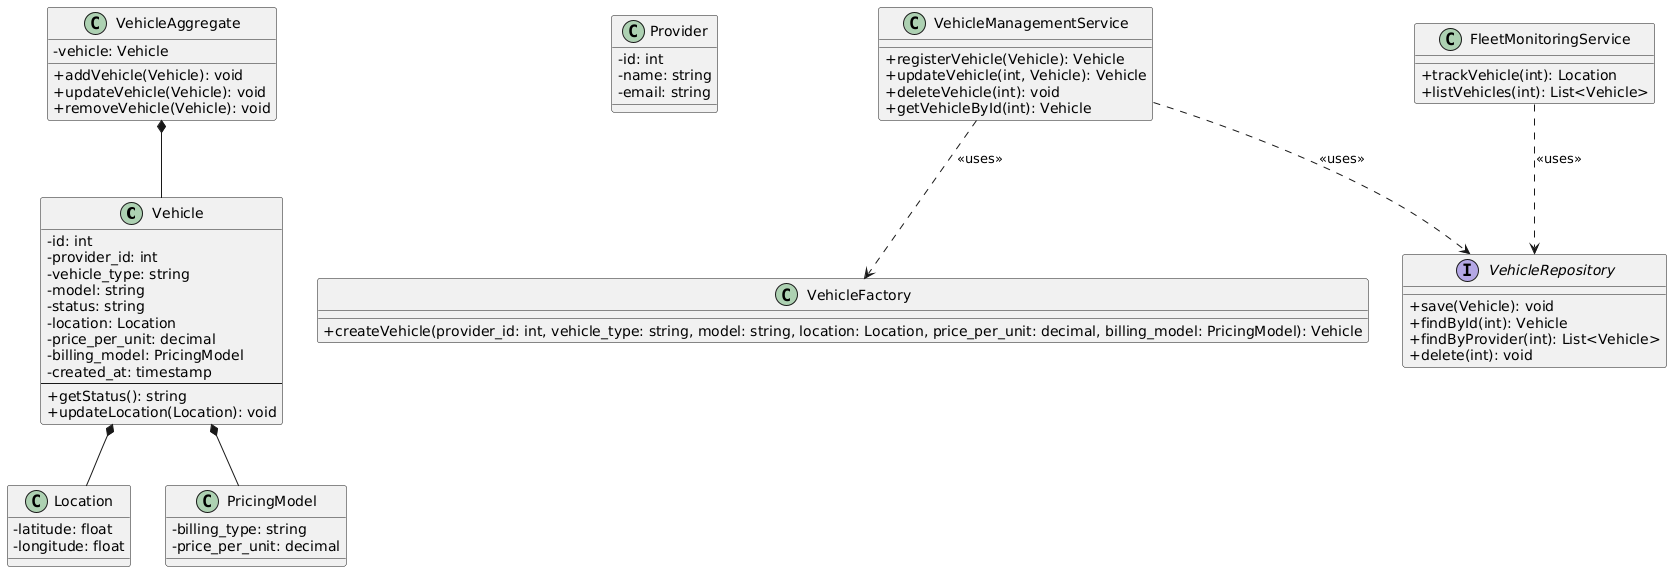 C VehicleAggregate
-vehicle: Vehicle
+addVehicle(Vehicle): void
+updateVehicle(Vehicle): void
+removeVehicle(Vehicle): void
C Provider
-id: int
-name: string
-email: string
C VehicleManagementService
+registerVehicle(Vehicle): Vehicle
+updateVehicle(int, Vehicle): Vehicle
+deleteVehicle(int): void
+getVehicleById(int): Vehicle
C FleetMonitoringService
+trackVehicle(int): Location
+listVehicles(int): List<Vehicle>
«uses»
«uses»
«uses»
C Vehicle
-id: int
-provider_id: int
-vehicle_type: string
-model: string
-status: string
-location: Location
-price_per_unit: decimal
-billing_model: PricingModel
-created_at: timestamp
+getStatus(): string
+updateLocation(Location): void
C VehicleFactory
+createVehicle(provider_id: int, vehicle_type: string, model: string, location: Location, price_per_unit: decimal, billing_model: PricingModel): Vehicle
I VehicleRepository
+save(Vehicle): void
+findById(int): Vehicle
+findByProvider(int): List<Vehicle>
+delete(int): void
C Location
-latitude: float
-longitude: float
C PricingModel
-billing_type: string
-price_per_unit: decimal